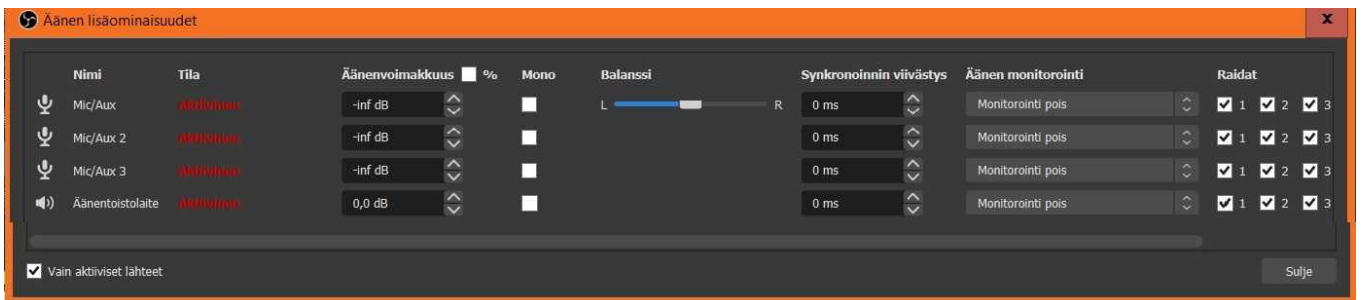 Äänen lisäominaisuudet
x
Nimi Tila Äänenvoimakkuus % Mono Balanssi Synkronoinnin viivästys Äänen monitorointi Raidat
Mic/Aux Aktiivinen -inf dB L R 0 ms Monitorointi pois 1 2 3
Mic/Aux 2 Aktiivinen -inf dB 0 ms Monitorointi pois 1 2 3
Mic/Aux 3 Aktiivinen -inf dB 0 ms Monitorointi pois 1 2 3
Äänentoistolaite Aktiivinen 0,0 dB 0 ms Monitorointi pois 1 2 3
Vain aktiiviset lähteet
Sulje